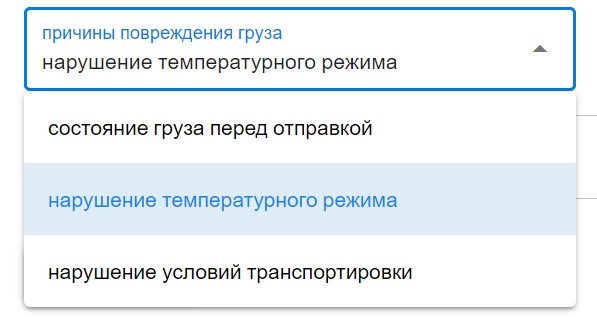 причины повреждения груза
нарушение температурного режима
состояние груза перед отправкой
нарушение температурного режима
нарушение условий транспортировки